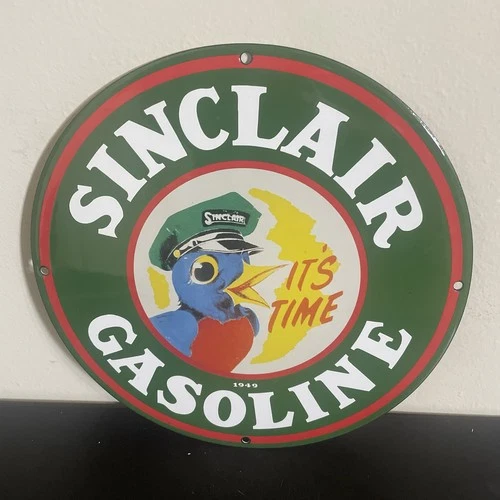 SINCLAIR
SINCLAIR
IT'S
TIME
1949
GASOLINE